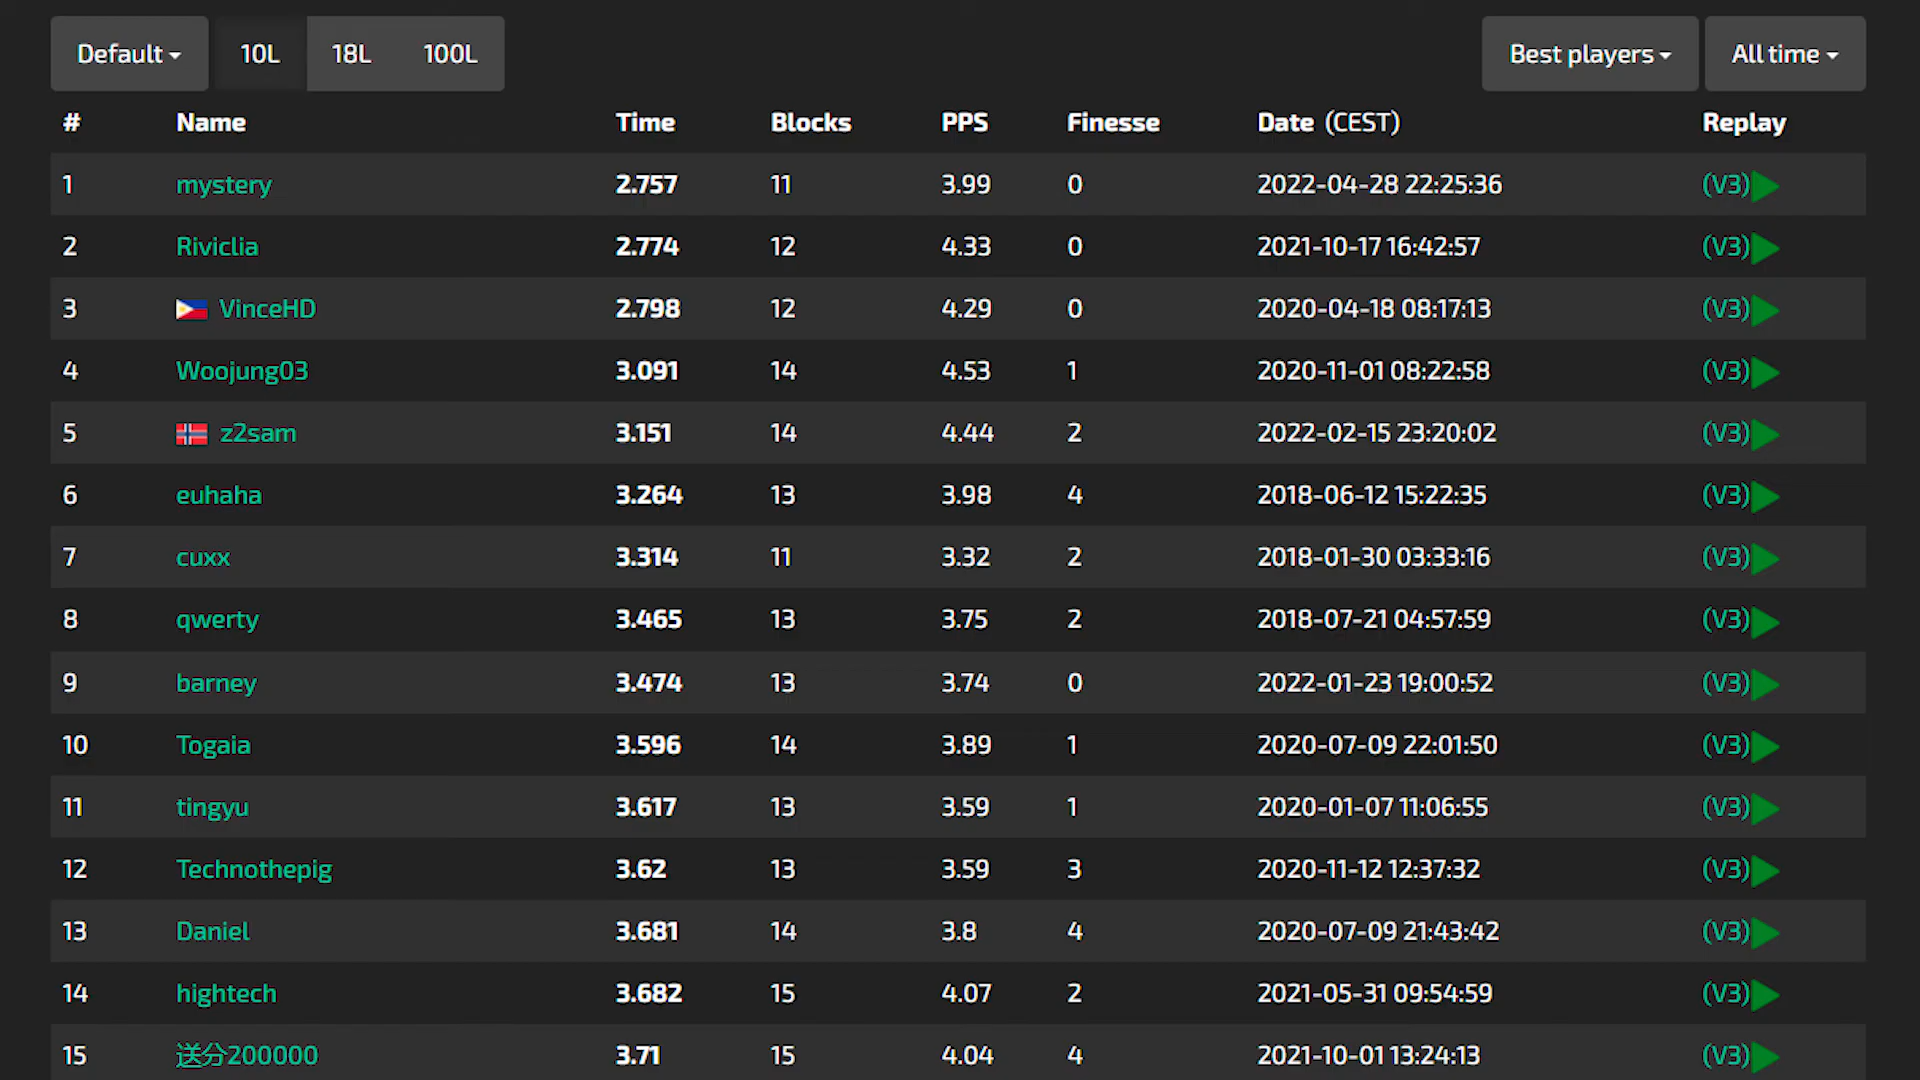 Default 10L 18L 100L Best players All time
# Name Time Blocks PPS Finesse Date (CEST) Replay
1 mystery 2.757 11 3.99 0 2022-04-28 22:25:36 (V3)
2 Riviclia 2.774 12 4.33 0 2021-10-17 16:42:57 (V3)
3 VinceHD 2.798 12 4.29 0 2020-04-18 08:17:13 (V3)
4 Woojung03 3.091 14 4.53 1 2020-11-01 08:22:58 (V3)
5 z2sam 3.151 14 4.44 2 2022-02-15 23:20:02 (V3)
6 euhaha 3.264 13 3.98 4 2018-06-12 15:22:35 (V3)
7 cuxx 3.314 11 3.32 2 2018-01-30 03:33:16 (V3)
8 qwerty 3.465 13 3.75 2 2018-07-21 04:57:59 (V3)
9 barney 3.474 13 3.74 0 2022-01-23 19:00:52 (V3)
10 Togaia 3.596 14 3.89 1 2020-07-09 22:01:50 (V3)
11 tingyu 3.617 13 3.59 1 2020-01-07 11:06:55 (V3)
12 Technothepig 3.62 13 3.59 3 2020-11-12 12:37:32 (V3)
13 Daniel 3.681 14 3.8 4 2020-07-09 21:43:42 (V3)
14 hightech 3.682 15 4.07 2 2021-05-31 09:54:59 (V3)
15 送分200000 3.71 15 4.04 4 2021-10-01 13:24:13 (V3)